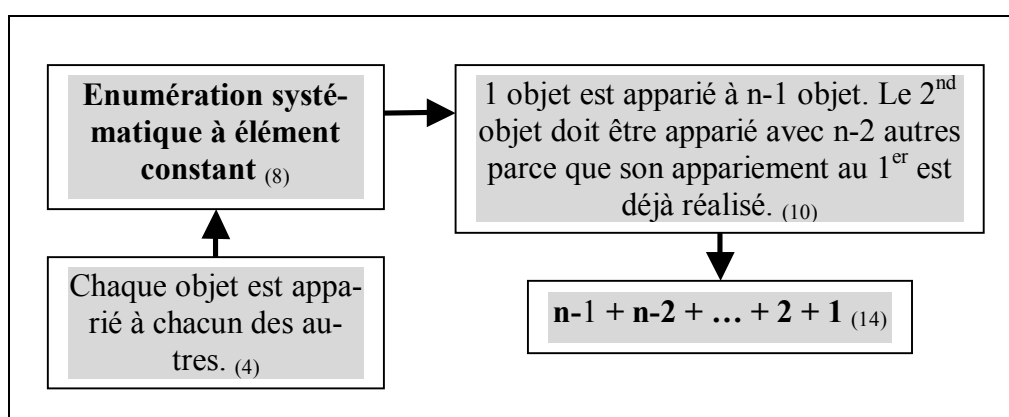 Enumération systé-
matique à élément
constant (8)
1 objet est apparié à n-1 objet. Le 2nd
objet doit être apparié avec n-2 autres
parce que son appariement au 1er est
déjà réalisé. (10)
Chaque objet est appa-
rié à chacun des au-
tres. (4)
n-1 + n-2 + … + 2 + 1 (14)